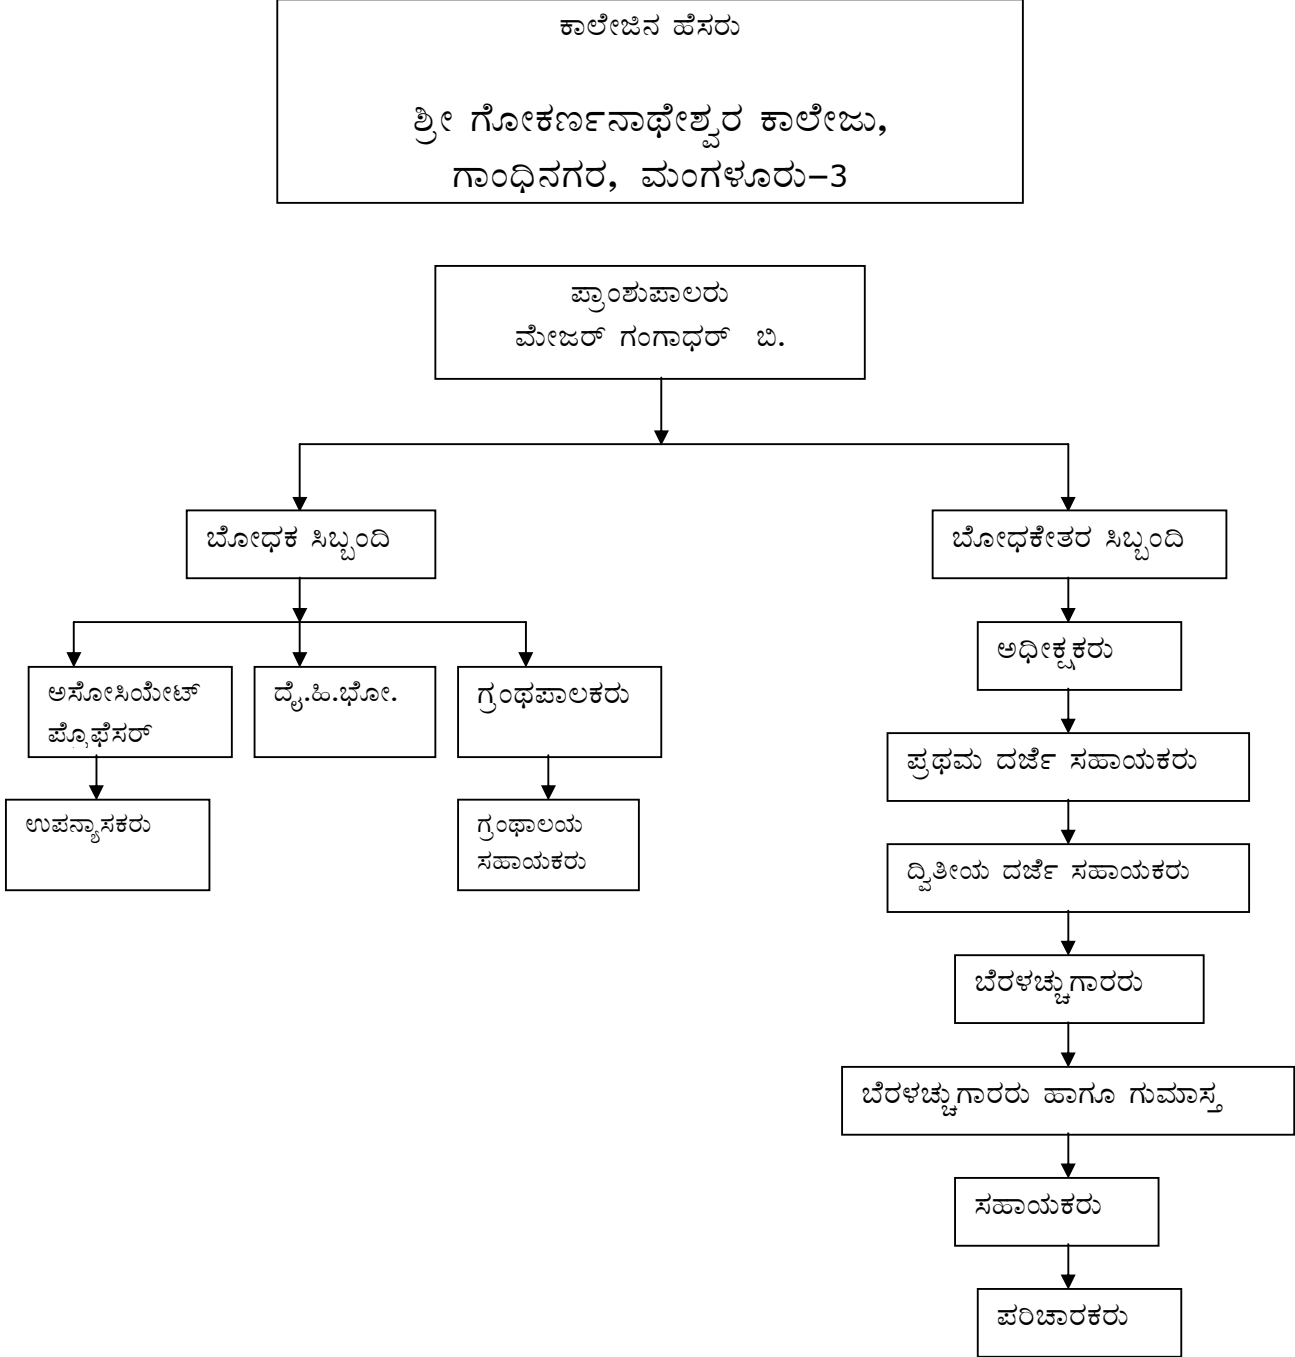 ಕಾಲೇಜಿನ ಹೆಸರು
ಶ್ರೀ ಗೋಕರ್ಣನಾಥೇಶ್ವರ ಕಾಲೇಜು,
ಗಾಂಧಿನಗರ, ಮಂಗಳೂರು-3
ಪ್ರಾಂಶುಪಾಲರು
ಮೇಜರ್ ಗಂಗಾಧರ್ ಬಿ.
ಬೋಧಕ ಸಿಬ್ಬಂದಿ
ಬೋಧಕೇತರ ಸಿಬ್ಬಂದಿ
ಅಸೋಸಿಯೇಟ್
ಪ್ರೊಫೆಸರ್
ದೈ.ಹಿ.ಭೋ.
ಗ್ರಂಥಪಾಲಕರು
ಉಪನ್ಯಾಸಕರು
ಗ್ರಂಥಾಲಯ
ಸಹಾಯಕರು
ಅಧೀಕ್ಷಕರು
ಪ್ರಥಮ ದರ್ಜೆ ಸಹಾಯಕರು
ದ್ವಿತೀಯ ದರ್ಜೆ ಸಹಾಯಕರು
ಬೆರಳಚ್ಚುಗಾರರು
ಬೆರಳಚ್ಚುಗಾರರು ಹಾಗೂ ಗುಮಾಸ್ತ
ಸಹಾಯಕರು
ಪರಿಚಾರಕರು